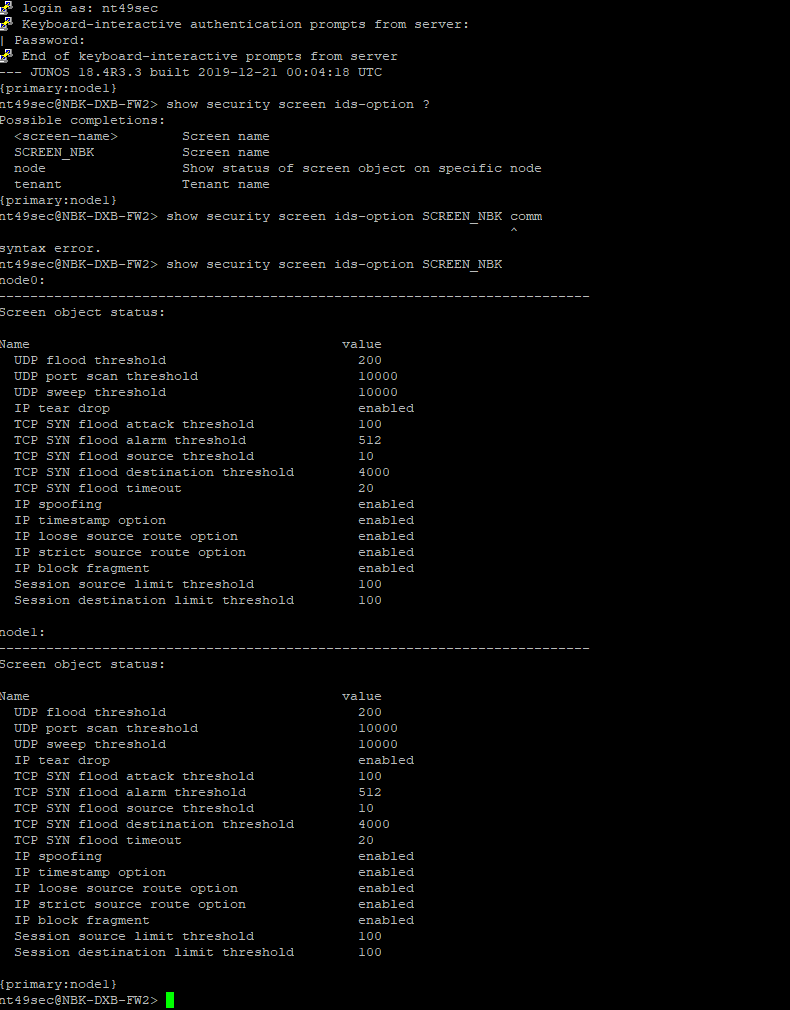 login as: nt49sec
Keyboard-interactive authentication prompts from server:
| Password:
End of keyboard-interactive prompts from server
--- JUNOS 18.4R3.3 built 2019-12-21 00:04:18 UTC
{primary:node1}
nt49sec@NBK-DXB-FW2> show security screen ids-option ?
Possible completions:
<screen-name> Screen name
SCREEN_NBK Screen name
node Show status of screen object on specific node
tenant Tenant name
{primary:node1}
nt49sec@NBK-DXB-FW2> show security screen ids-option SCREEN_NBK comm
^
syntax error.
nt49sec@NBK-DXB-FW2> show security screen ids-option SCREEN_NBK
node0:
--------------------------------------------------------------------------
Screen object status:
Name value
UDP flood threshold 200
UDP port scan threshold 10000
UDP sweep threshold 10000
IP tear drop enabled
TCP SYN flood attack threshold 100
TCP SYN flood alarm threshold 512
TCP SYN flood source threshold 10
TCP SYN flood destination threshold 4000
TCP SYN flood timeout 20
IP spoofing enabled
IP timestamp option enabled
IP loose source route option enabled
IP strict source route option enabled
IP block fragment enabled
Session source limit threshold 100
Session destination limit threshold 100
node1:
--------------------------------------------------------------------------
Screen object status:
Name value
UDP flood threshold 200
UDP port scan threshold 10000
UDP sweep threshold 10000
IP tear drop enabled
TCP SYN flood attack threshold 100
TCP SYN flood alarm threshold 512
TCP SYN flood source threshold 10
TCP SYN flood destination threshold 4000
TCP SYN flood timeout 20
IP spoofing enabled
IP timestamp option enabled
IP loose source route option enabled
IP strict source route option enabled
IP block fragment enabled
Session source limit threshold 100
Session destination limit threshold 100
{primary:node1}
nt49sec@NBK-DXB-FW2>